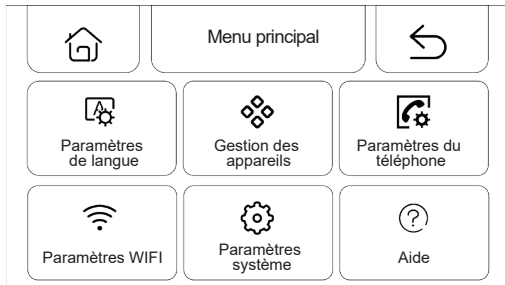 Menu principal
Paramètres
de langue
Gestion des
appareils
Paramètres du
téléphone
Paramètres WIFI
Paramètres
système
Aide